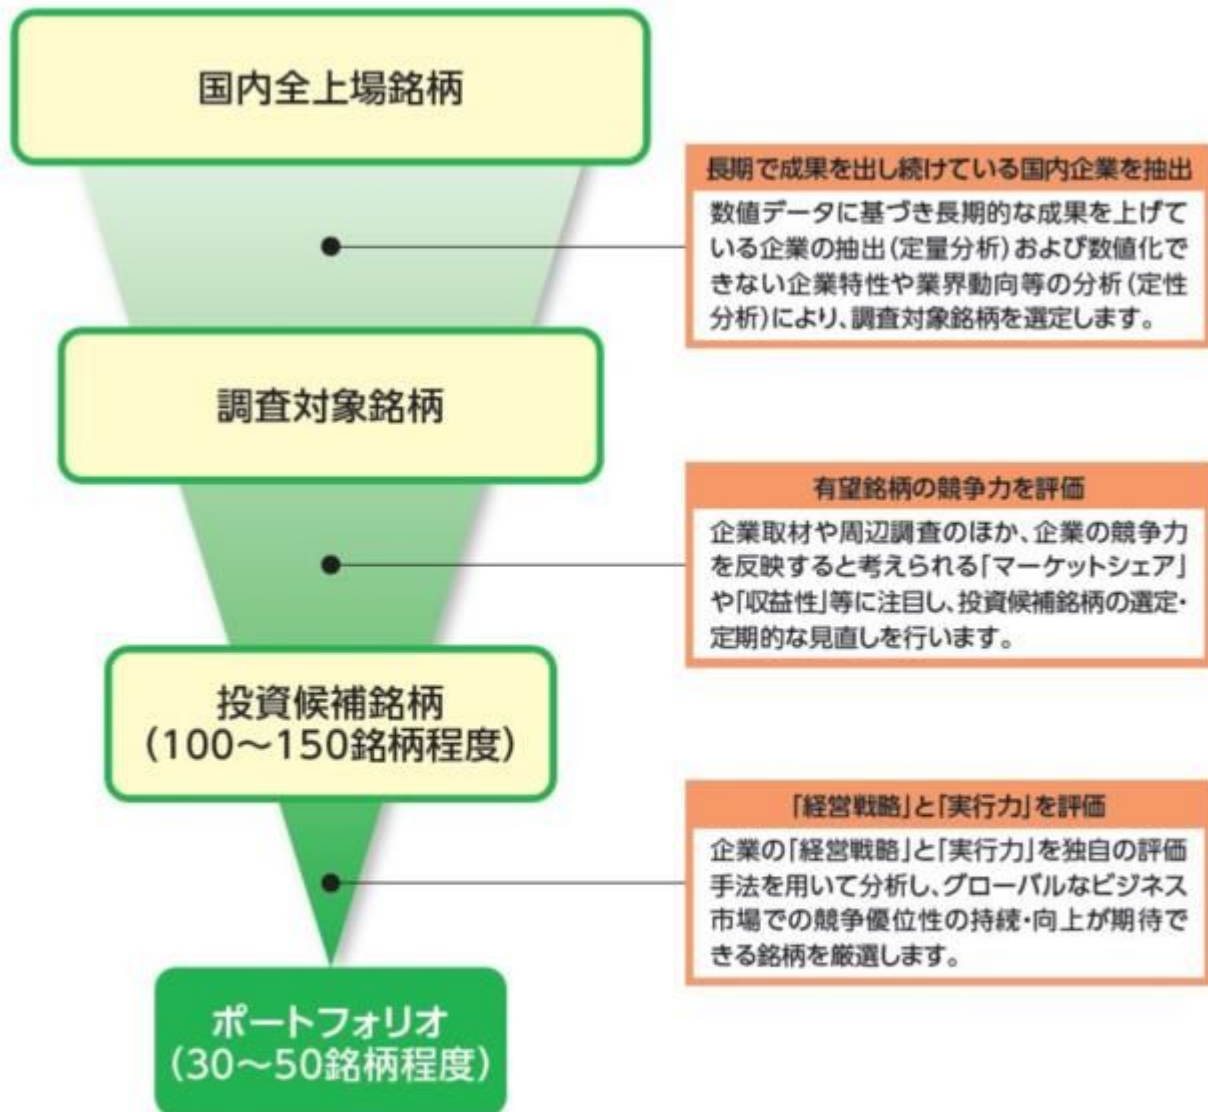 国内全上場銘柄
長期で成果を出し続けている国内企業を抽出
数値データに基づき長期的な成果を上げて
いる企業の抽出(定量分析)および数値化で
きない企業特性や業界動向等の分析(定性
分析)により、調査対象銘柄を選定します。
調査対象銘柄
有望銘柄の競争力を評価
企業取材や周辺調査のほか、企業の競争力
を反映すると考えられる「マーケットシェア」
や「収益性」等に注目し、投資候補銘柄の選定・
定期的な見直しを行います。
投資候補銘柄
(100〜150銘柄程度)
「経営戦略」と「実行力」を評価
企業の「経営戦略」と「実行力」を独自の評価
手法を用いて分析し、グローバルなビジネス
市場での競争優位性の持続・向上が期待で
きる銘柄を厳選します。
ポートフォリオ
(30〜50銘柄程度)